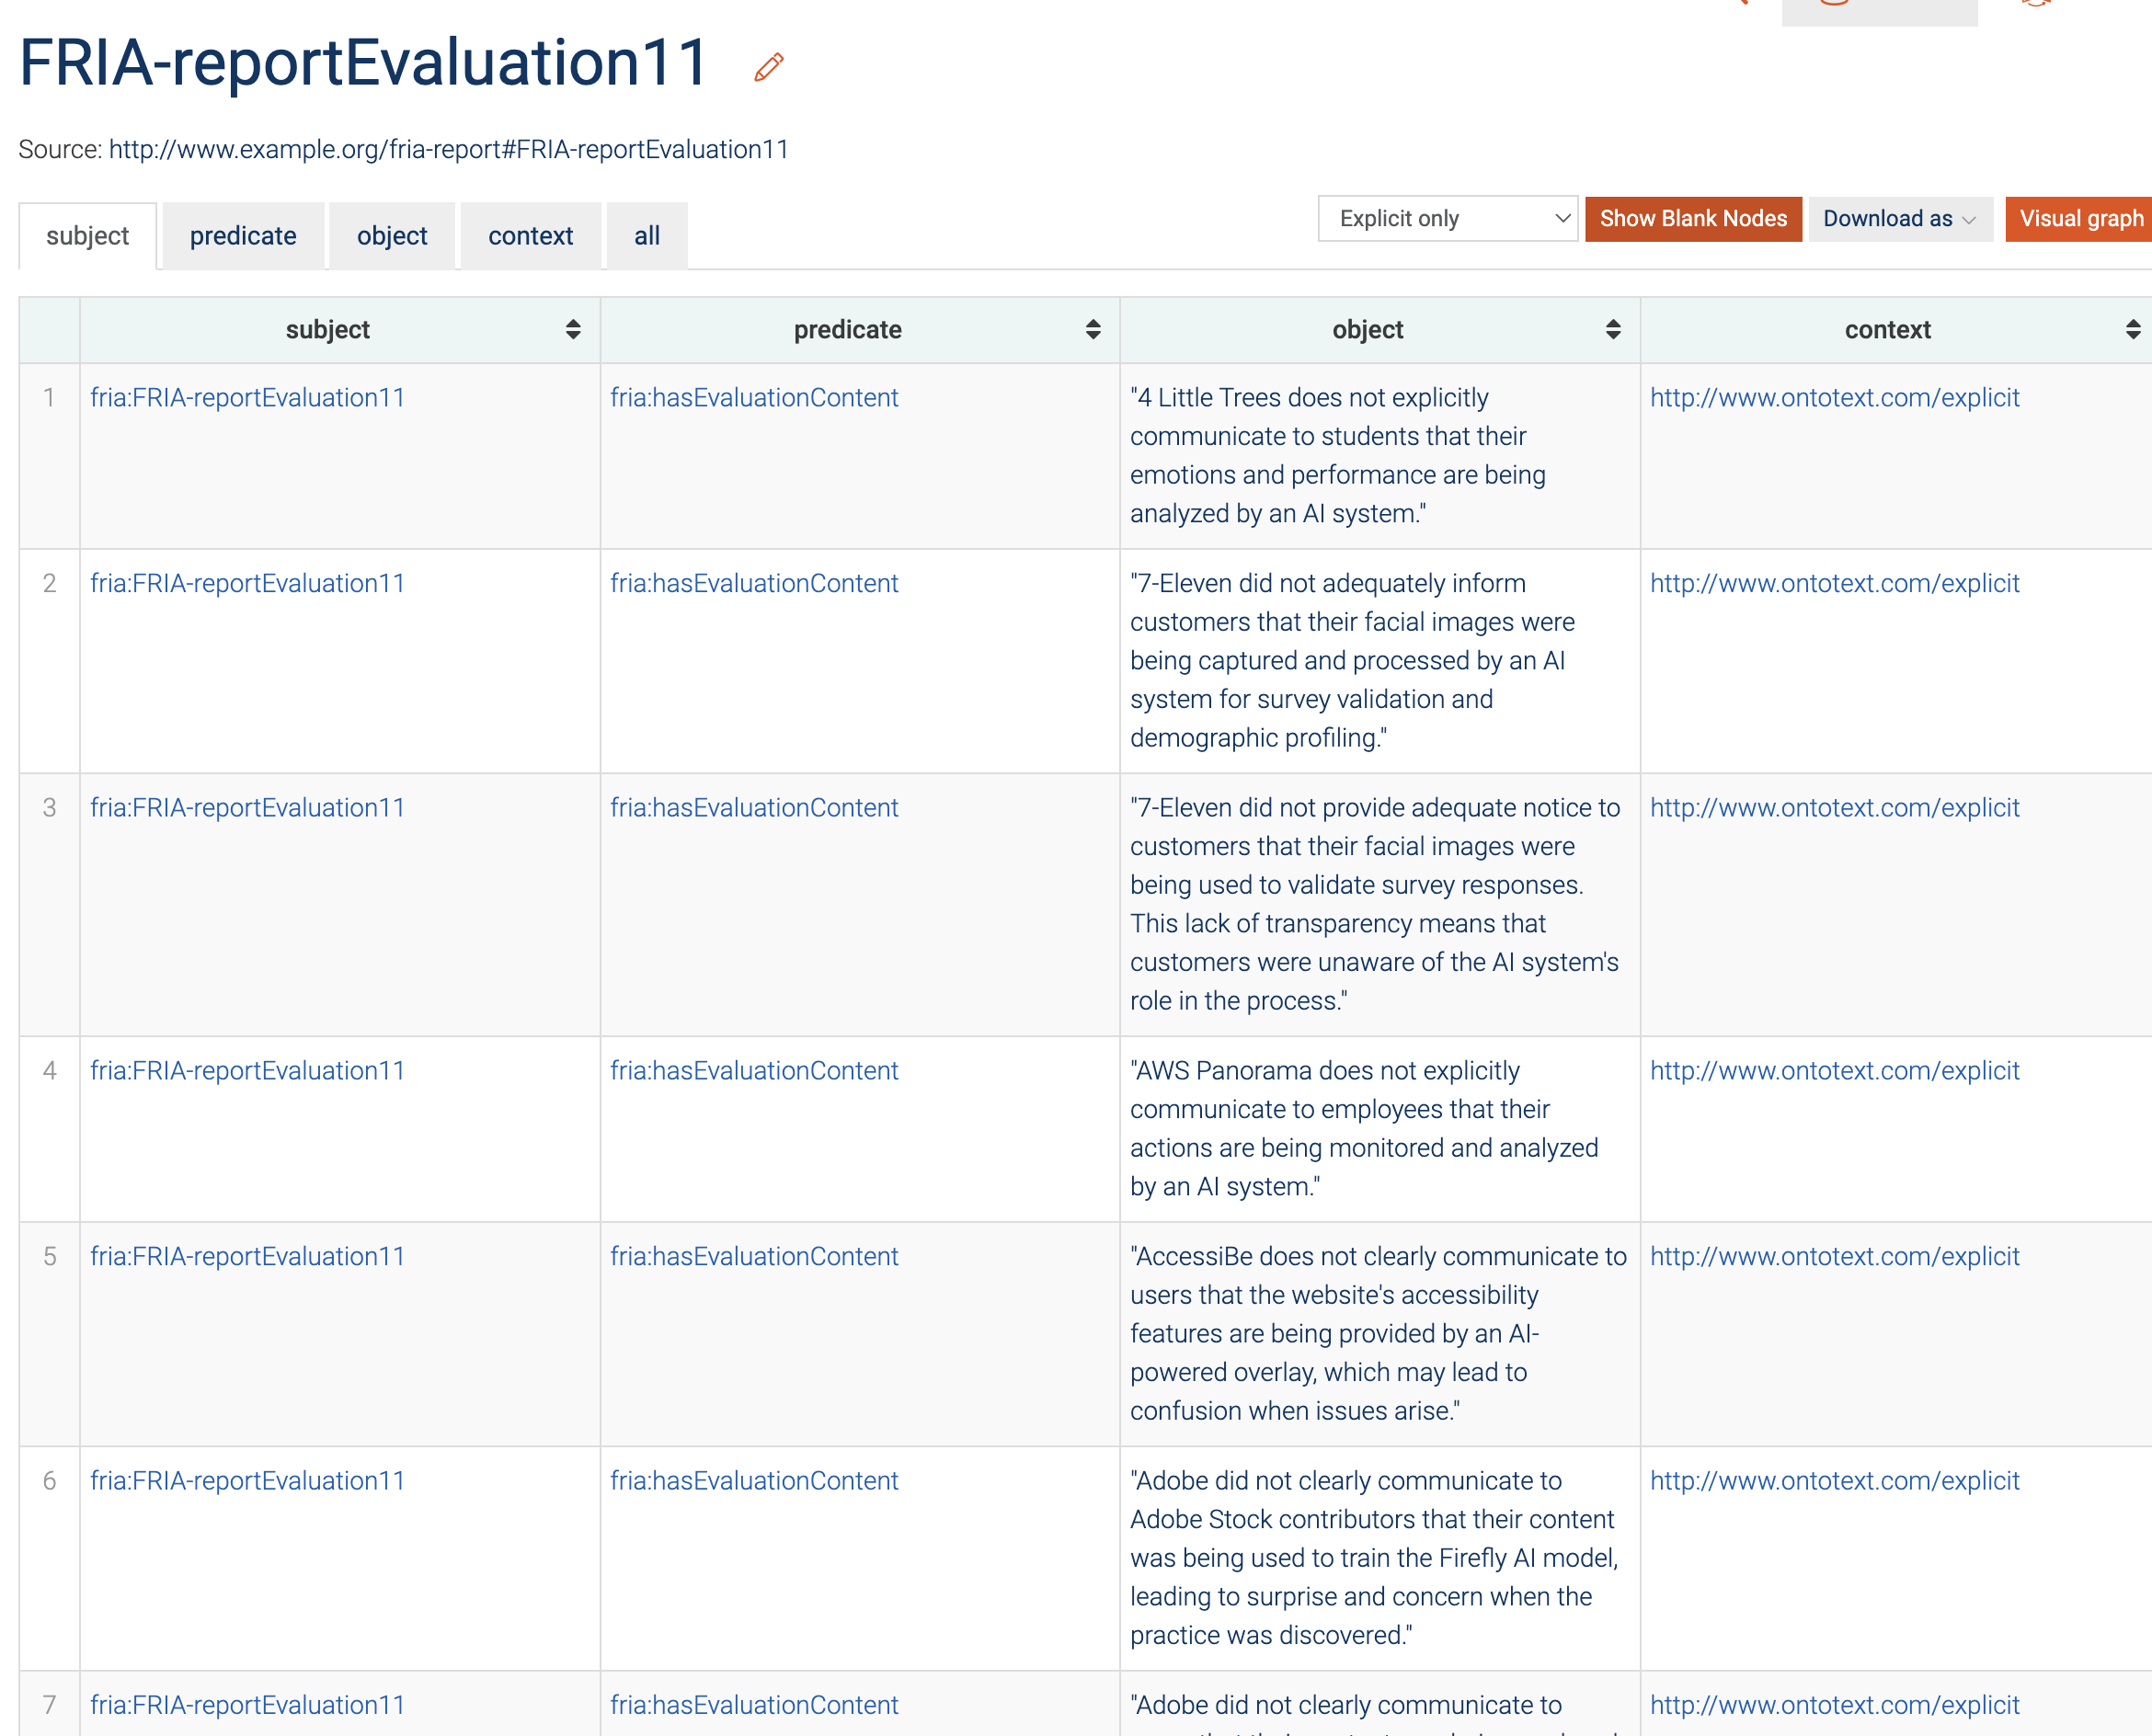 FRIA-reportEvaluation11
Source: http://www.example.org/fria-report#FRIA-reportEvaluation11
subject predicate object context all Explicit only Show Blank Nodes Download as Visual graph
subject predicate object context
1 fria:FRIA-reportEvaluation11 fria:hasEvaluationContent "4 Little Trees does not explicitly http://www.ontotext.com/explicit
communicate to students that their
emotions and performance are being
analyzed by an AI system."
2 fria:FRIA-reportEvaluation11 fria:hasEvaluationContent "7-Eleven did not adequately inform http://www.ontotext.com/explicit
customers that their facial images were
being captured and processed by an AI
system for survey validation and
demographic profiling."
3 fria:FRIA-reportEvaluation11 fria:hasEvaluationContent "7-Eleven did not provide adequate notice to http://www.ontotext.com/explicit
customers that their facial images were
being used to validate survey responses.
This lack of transparency means that
customers were unaware of the AI system's
role in the process."
4 fria:FRIA-reportEvaluation11 fria:hasEvaluationContent "AWS Panorama does not explicitly http://www.ontotext.com/explicit
communicate to employees that their
actions are being monitored and analyzed
by an AI system."
5 fria:FRIA-reportEvaluation11 fria:hasEvaluationContent "AccessiBe does not clearly communicate to http://www.ontotext.com/explicit
users that the website's accessibility
features are being provided by an AI-
powered overlay, which may lead to
confusion when issues arise."
6 fria:FRIA-reportEvaluation11 fria:hasEvaluationContent "Adobe did not clearly communicate to http://www.ontotext.com/explicit
Adobe Stock contributors that their content
was being used to train the Firefly AI model,
leading to surprise and concern when the
practice was discovered."
7 fria:FRIA-reportEvaluation11 fria:hasEvaluationContent "Adobe did not clearly communicate to http://www.ontotext.com/explicit